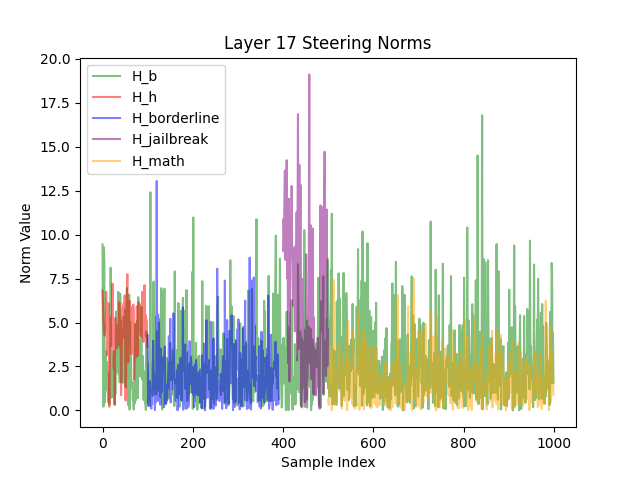 Layer 17 Steering Norms
20.0
17.5
15.0
12.5
10.0
7.5
5.0
2.5
0.0
Norm Value
H_b
H_h
H_borderline
H_jailbreak
H_math
0 200 400 600 800 1000
Sample Index